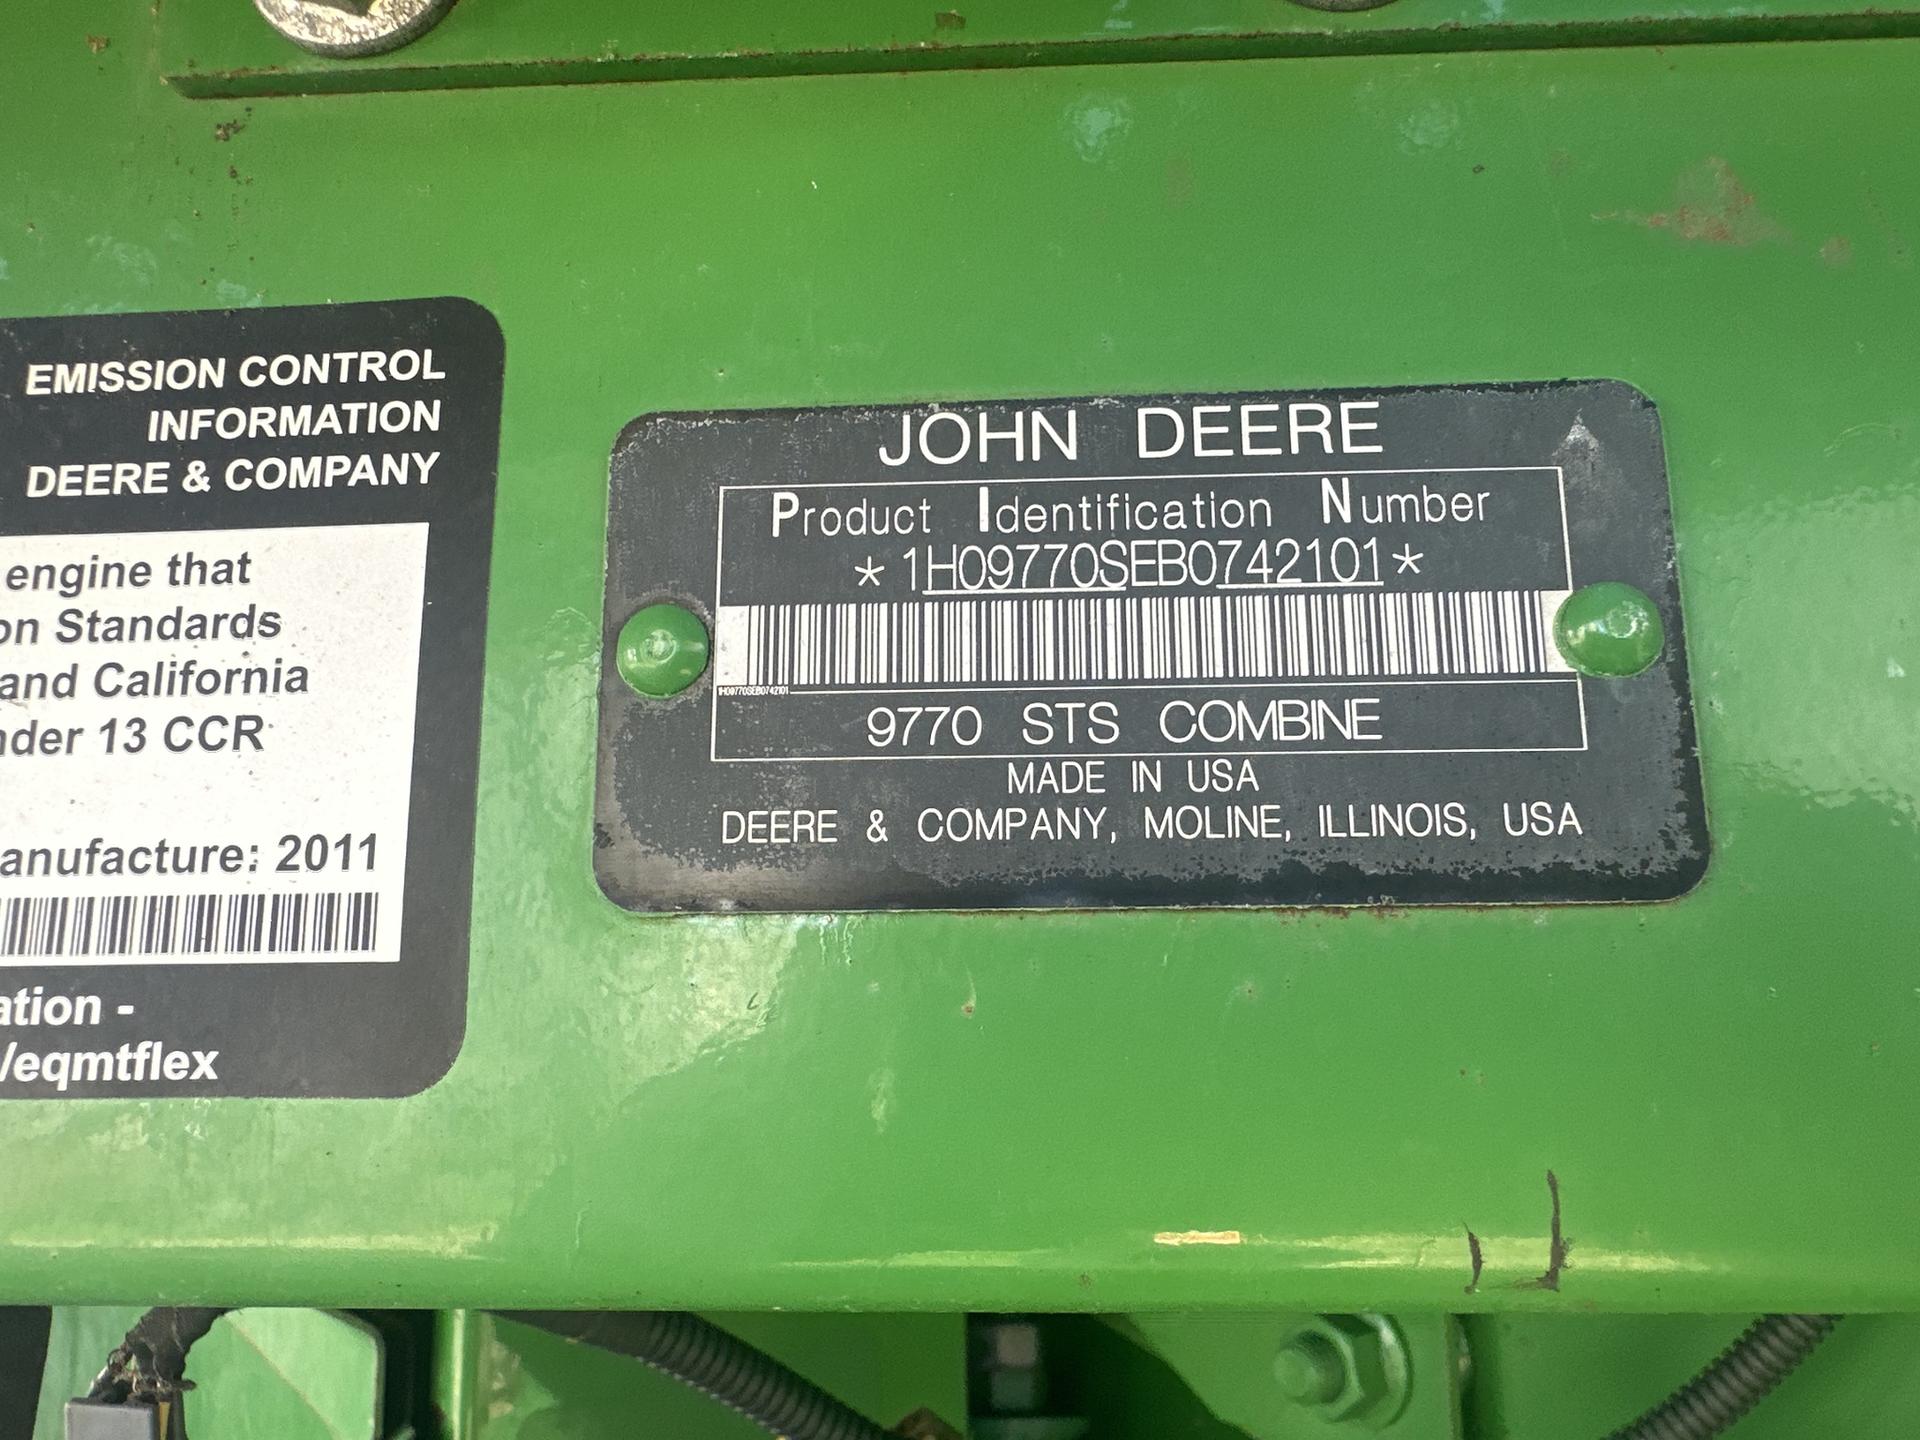 EMISSION CONTROL
INFORMATION
DEERE & COMPANY
engine that
on Standards
and California
nder 13 CCR
anufacture: 2011
ation -
/eqmtflex
JOHN DEERE
Product Identification Number
*1H09770SEB0742101*
1H09770SEB0742101
9770 STS COMBINE
MADE IN USA
DEERE & COMPANY, MOLINE, ILLINOIS, USA